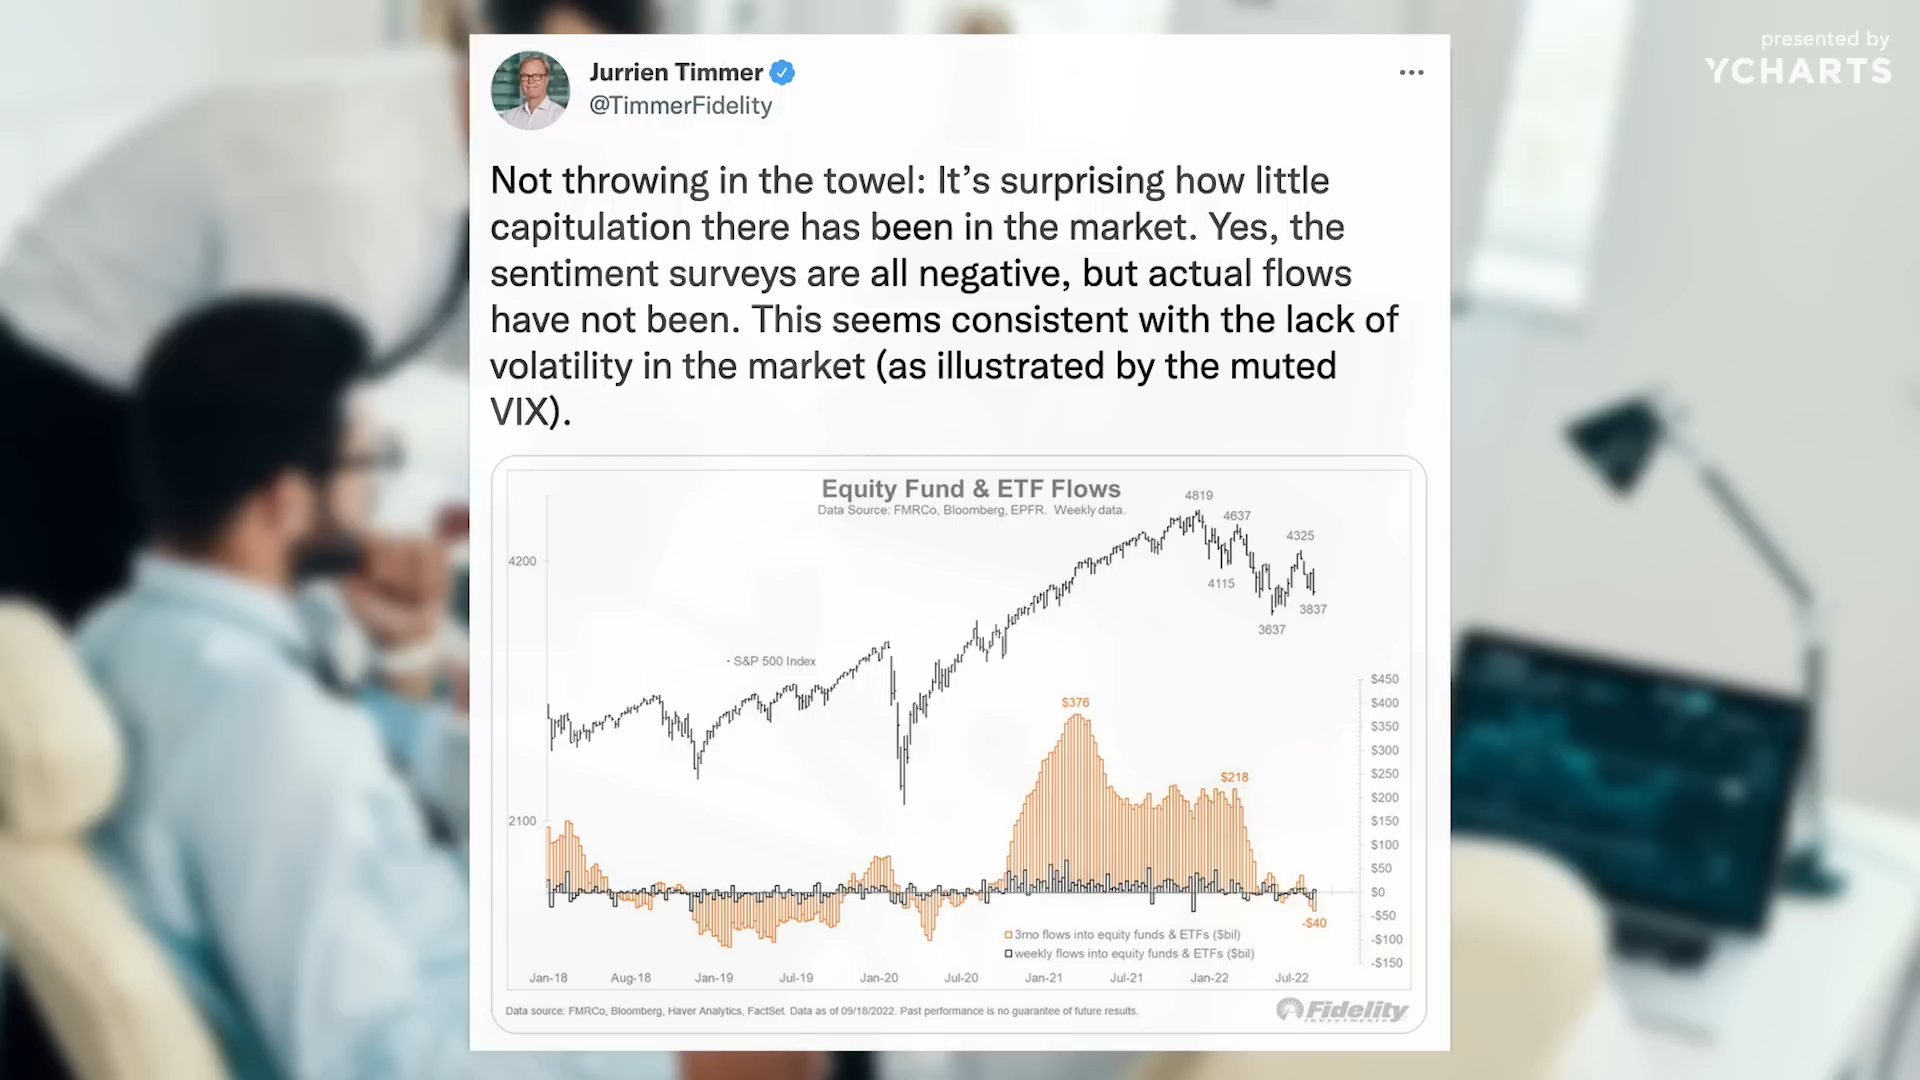 presented by
YCHARTS
Jurrien Timmer
@TimmerFidelity
Not throwing in the towel: It’s surprising how little
capitulation there has been in the market. Yes, the
sentiment surveys are all negative, but actual flows
have not been. This seems consistent with the lack of
volatility in the market (as illustrated by the muted
VIX).
Equity Fund & ETF Flows
Data Source: FMRCo, Bloomberg, EPFR. Weekly data.
4819
4637
4325
4200
4115
3837
3637
S&P 500 Index
$450
$400
$376
$350
$300
$250
$218
$200
2100
$150
$100
$50
$0
-$50
-$40
3mo flows into equity funds & ETFs ($bil)
-$100
weekly flows into equity funds & ETFs ($bil)
-$150
Jan-18 Aug-18 Jan-19 Jul-19 Jan-20 Jul-20 Jan-21 Jul-21 Jan-22 Jul-22
Data source: FMRCo, Bloomberg, Haver Analytics, FactSet. Data as of 09/18/2022. Past performance is no guarantee of future results.
Fidelity
INVESTMENTS